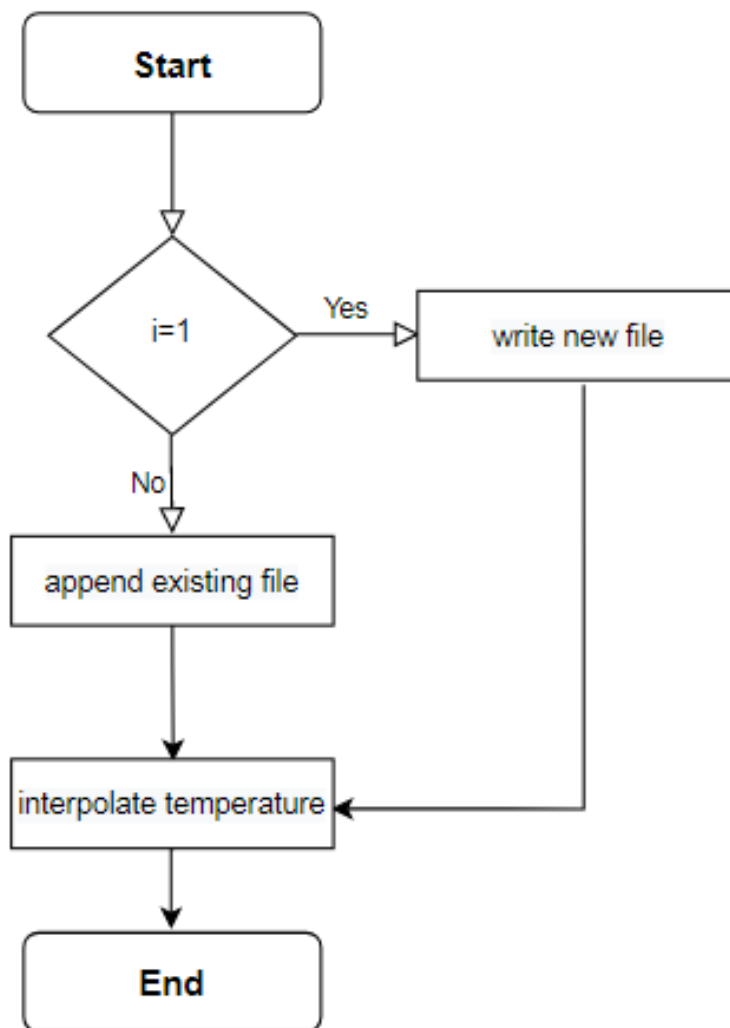 Start
i=1
Yes
write new file
No
append existing file
interpolate temperature
End